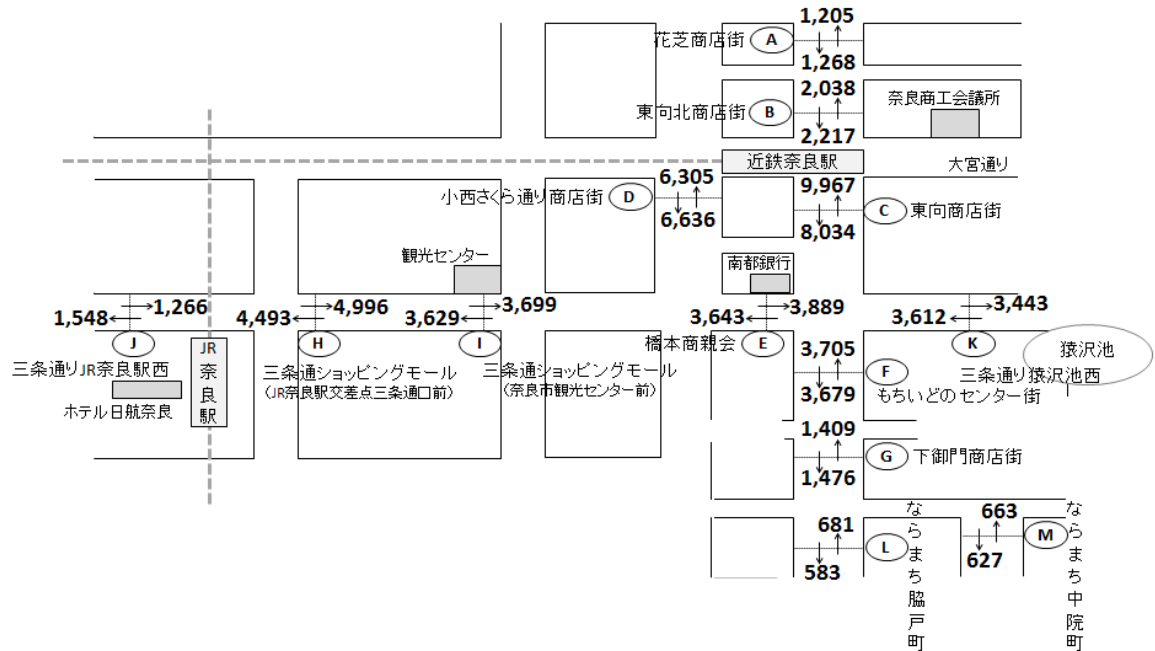 1,205
花芝商店街 A
1,268
2,038
東向北商店街 B
2,217
奈良商工会議所
近鉄奈良駅
大宮通り
6,305
小西さくら通り商店街 D
6,636
9,967
C 東向商店街
8,034
観光センター
南都銀行
1,266
1,548
4,996
4,493
3,699
3,629
3,889
3,643
3,443
3,612
J
三条通りJR奈良駅西
ホテル日航奈良
JR奈良駅
H
三条通ショッピングモール
(JR奈良駅交差点三条通口前)
I
三条通ショッピングモール
(奈良市観光センター前)
橋本商親会 E
K
三条通り猿沢池西
猿沢池
3,705
F
3,679
もちいどのセンター街
1,409
G 下御門商店街
1,476
681
L
583
ならまち脇戸町
663
M
627
ならまち中院町